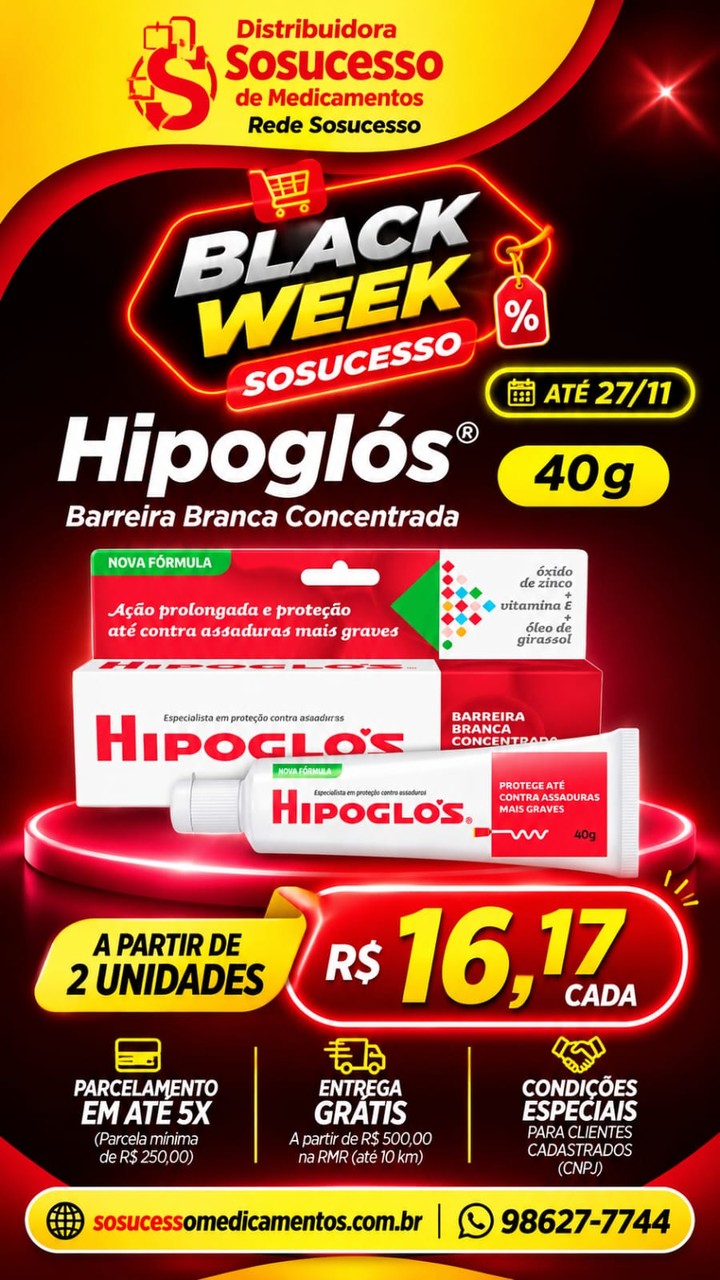 Distribuidora
Sosucesso
de Medicamentos
Rede Sosucesso
BLACK
WEEK
SOSUCESSO
%
ATÉ 27/11
Hipoglós®
40g
Barreira Branca Concentrada
NOVA FÓRMULA
Ação prolongada e proteção
até contra assaduras mais graves
óxido
de zinco
+
vitamina E
+
óleo de
girassol
HIPOGLÓS
Especialista em proteção contra assaduras
HIPOGLÓS
BARREIRA
BRANCA
CONCENTRADA
NOVA FÓRMULA
Especialista em proteção contra assaduras
HIPOGLÓS®
PROTEGE ATÉ
CONTRA ASSADURAS
MAIS GRAVES
40g
A PARTIR DE
2 UNIDADES
R$ 16,17
CADA
PARCELAMENTO
EM ATÉ 5X
(Parcela mínima
de R$ 250,00)
ENTREGA
GRÁTIS
A partir de R$ 500,00
na RMR (até 10 km)
CONDIÇÕES
ESPECIAIS
PARA CLIENTES
CADASTRADOS
(CNPJ)
sosucessomedicamentos.com.br
98627-7744